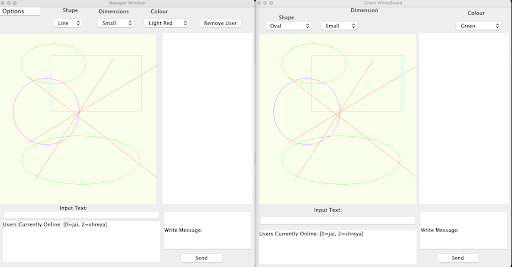 Manager Window
Options
Shape
Dimensions
Colour
Line
Small
Light Red
Remove User
Input Text:
Users Currently Online: [0=jai, 2=shreya]
Write Message:
Send
Client WhiteBoard
Shape
Dimension
Colour
Oval
Small
Green
Input Text:
Users Currently Online: [0=jai, 2=shreya]
Write Message:
Send